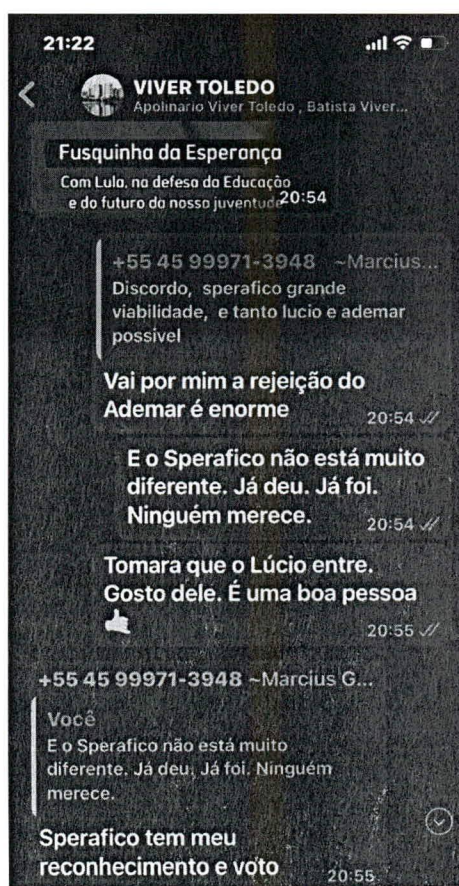 21:22
VIVER TOLEDO
Apolinario Viver Toledo , Batista Viver...
Fusquinha da Esperança
Com Lula, na defesa da Educação
e do futuro da nossa juventude 20:54
+55 45 99971-3948 ~Marcius...
Discordo, sperafico grande
viabilidade, e tanto lucio e ademar
possivel
Vai por mim a rejeição do
Ademar é enorme
20:54
E o Sperafico não está muito
diferente. Já deu. Já foi.
Ninguém merece.
20:54
Tomara que o Lúcio entre.
Gosto dele. É uma boa pessoa
20:55
+55 45 99971-3948 ~Marcius G...
Você
E o Sperafico não está muito
diferente. Já deu. Já foi. Ninguém
merece.
Sperafico tem meu
reconhecimento e voto 20:55